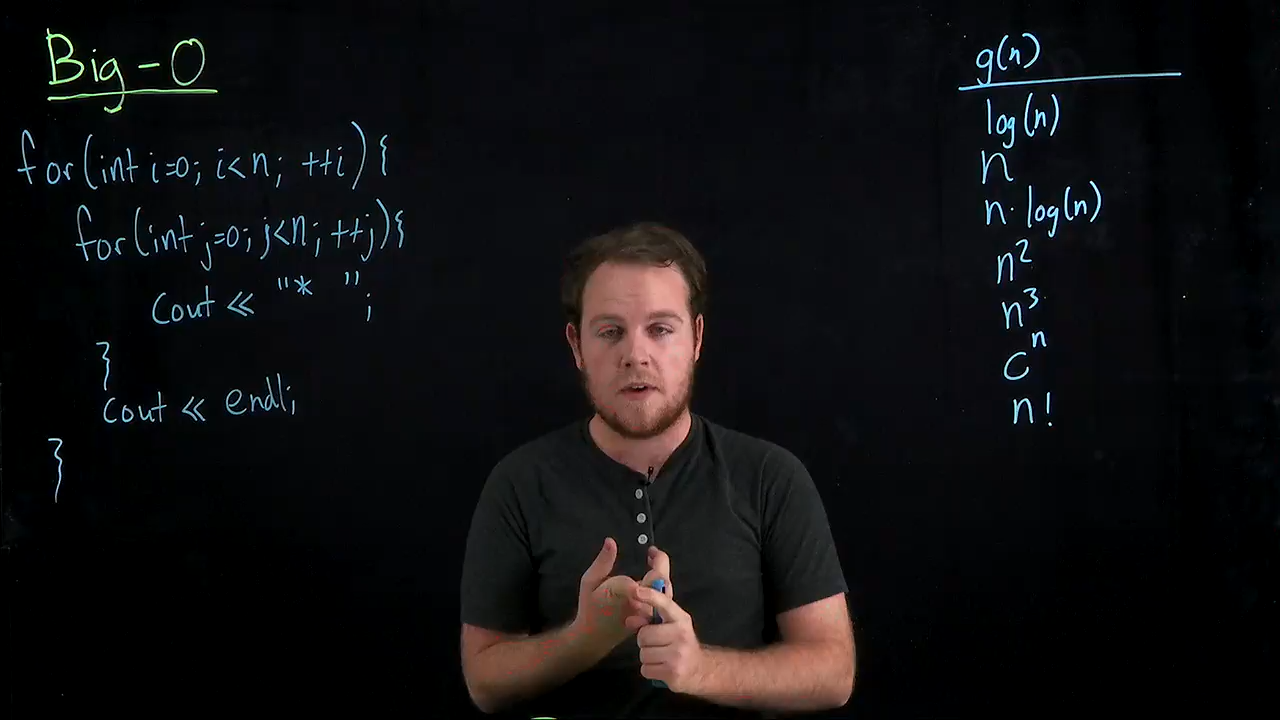 Big-O
for(int i=0; i<n; ++i){
for(int j=0; j<n; ++j){
cout << "* ";
}
cout << endl;
}
g(n)
log(n)
n
n·log(n)
n²
n³
cⁿ
n!